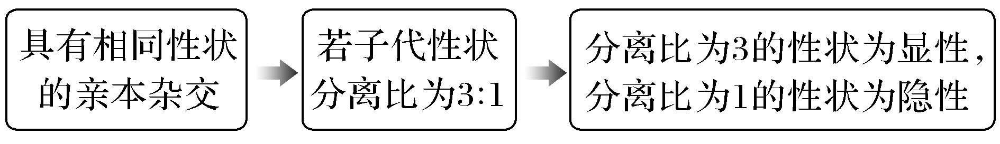 具有相同性状
的亲本杂交
若子代性状
分离比为3:1
分离比为3的性状为显性，
分离比为1的性状为隐性